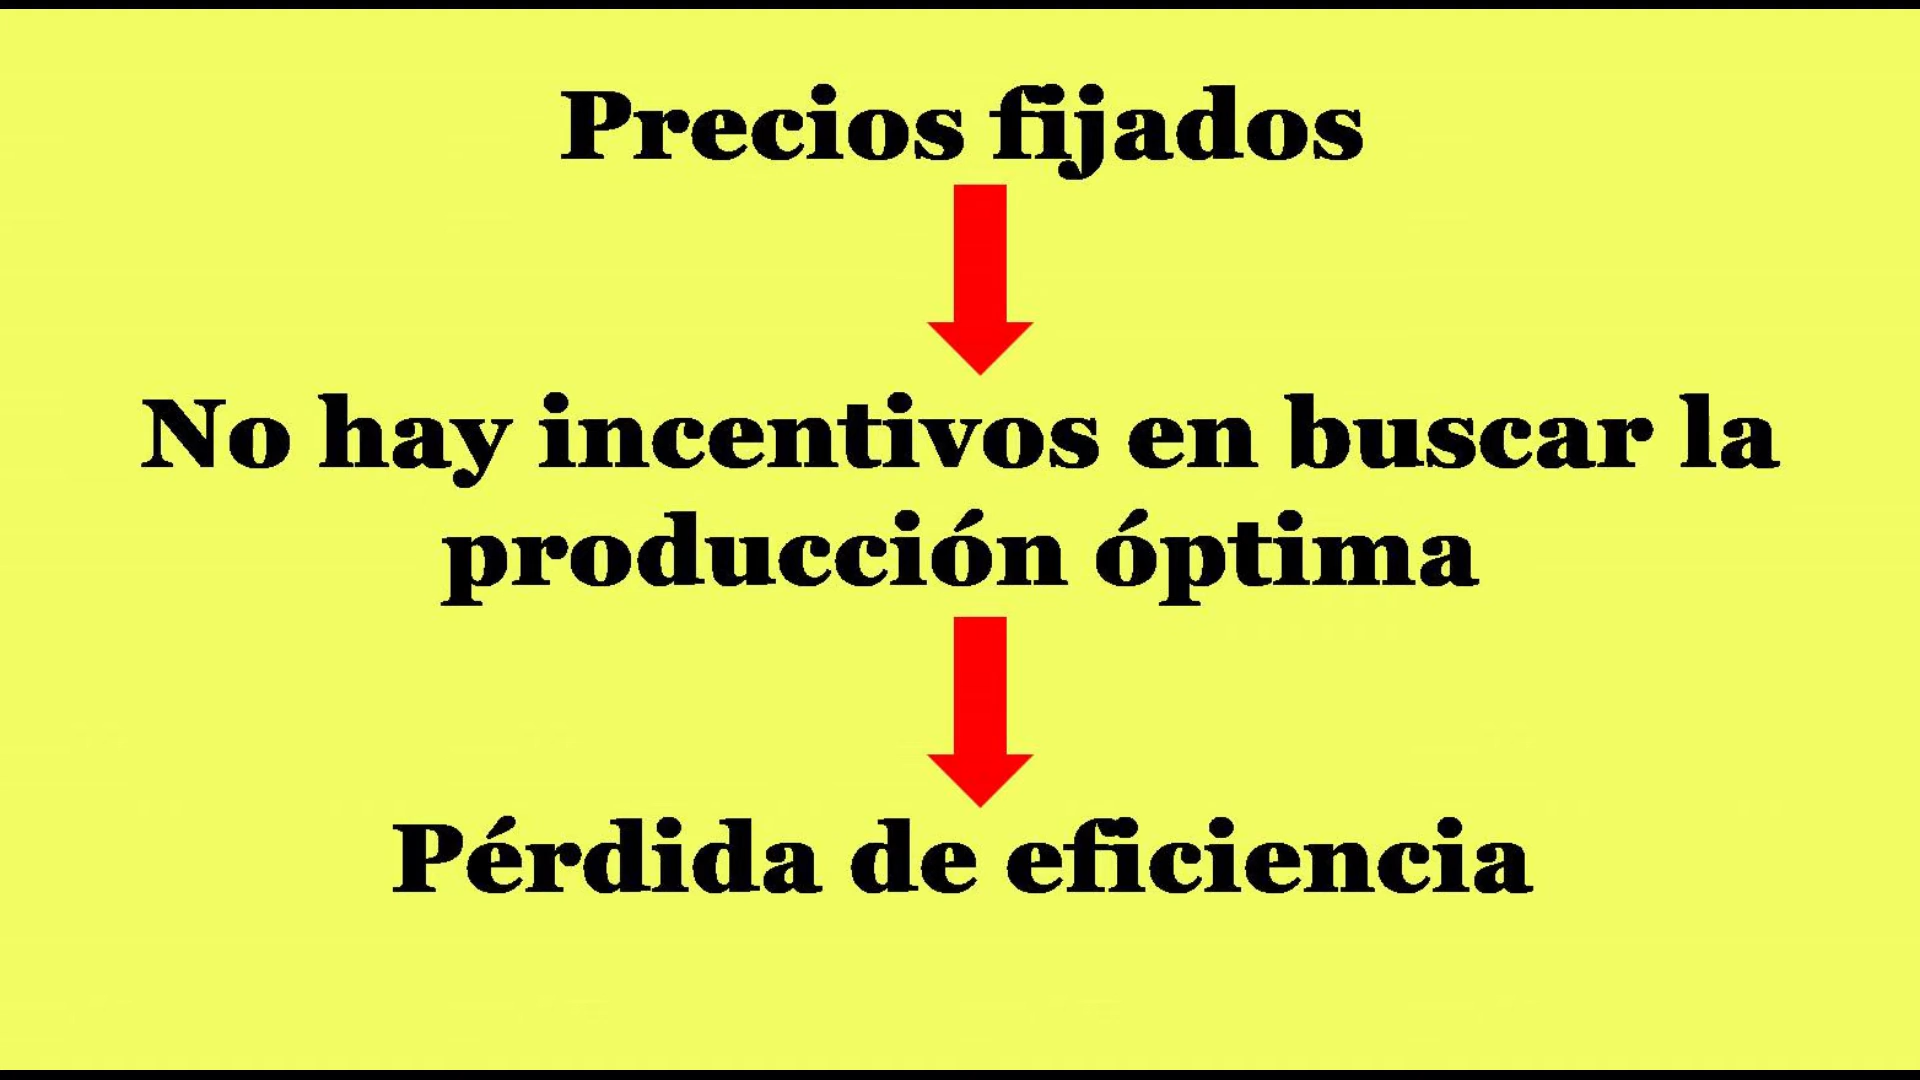 Precios fijados
No hay incentivos en buscar la
producción óptima
Pérdida de eficiencia